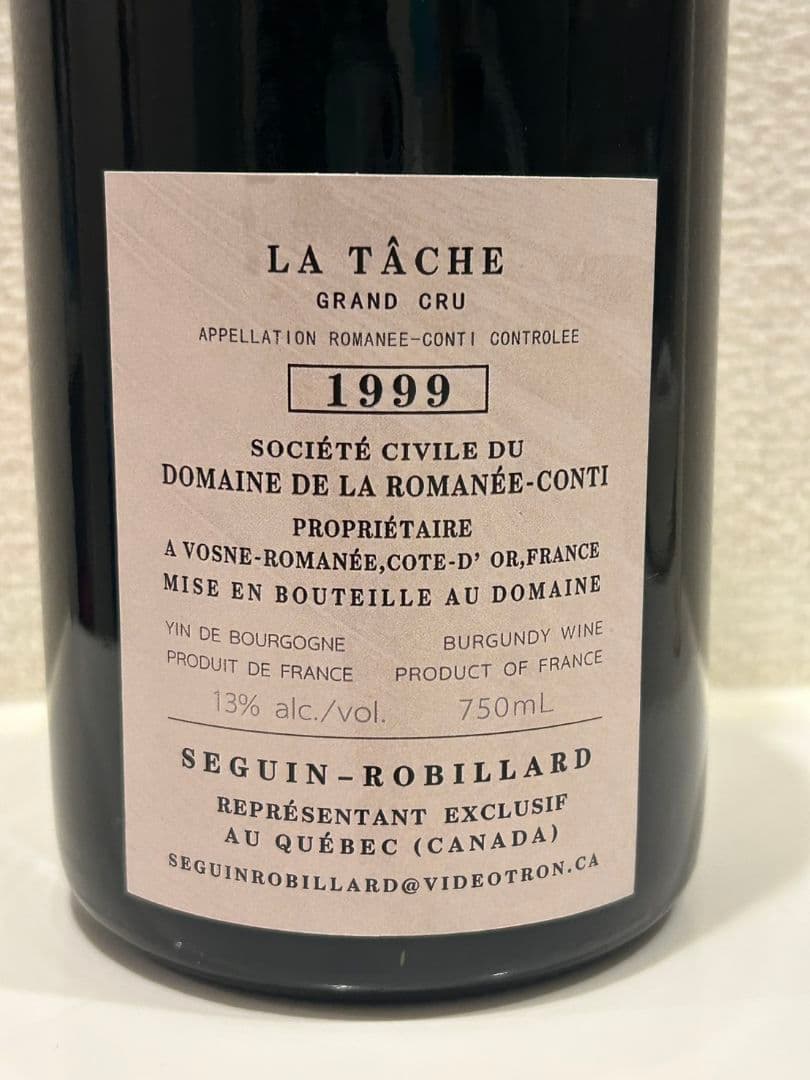 LA TÂCHE
GRAND CRU
APPELLATION ROMANEE-CONTI CONTROLEE
1999
SOCIÉTÉ CIVILE DU
DOMAINE DE LA ROMANÉE-CONTI
PROPRIÉTAIRE
A VOSNE-ROMANÉE,COTE-D' OR,FRANCE
MISE EN BOUTEILLE AU DOMAINE
YIN DE BOURGOGNE BURGUNDY WINE
PRODUIT DE FRANCE PRODUCT OF FRANCE
13% alc./vol. 750mL
SEGUIN-ROBILLARD
REPRÉSENTANT EXCLUSIF
AU QUÉBEC (CANADA)
SEGUINROBILLARD@VIDEOTRON.CA